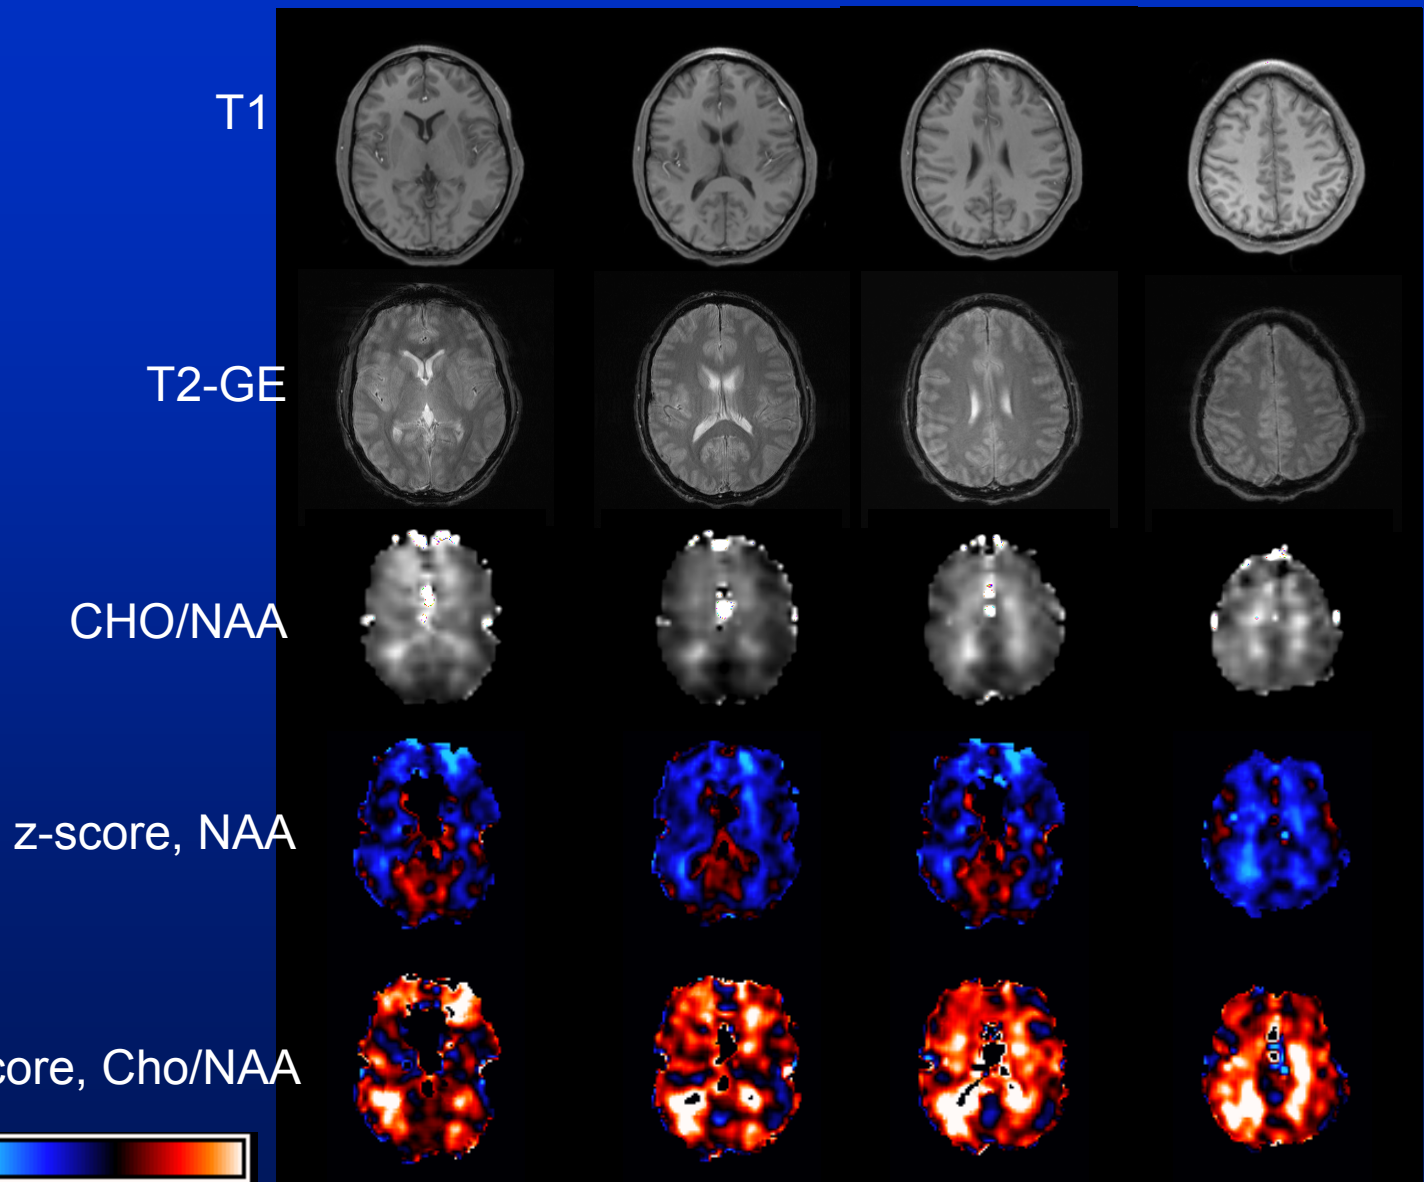 T1
T2-GE
CHO/NAA
z-score, NAA
core, Cho/NAA